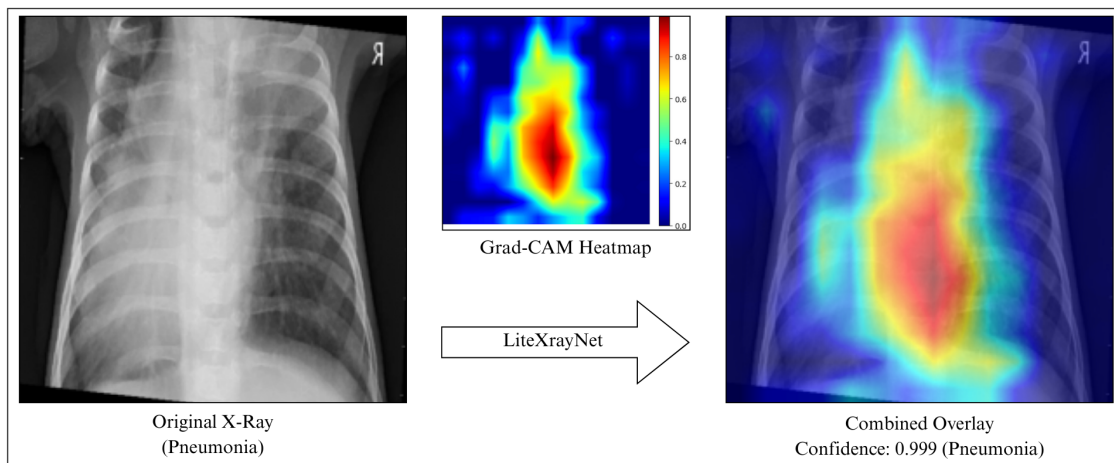 R
R
0.8
0.6
0.4
0.2
0.0
Grad-CAM Heatmap
LiteXrayNet
Original X-Ray
(Pneumonia)
Combined Overlay
Confidence: 0.999 (Pneumonia)